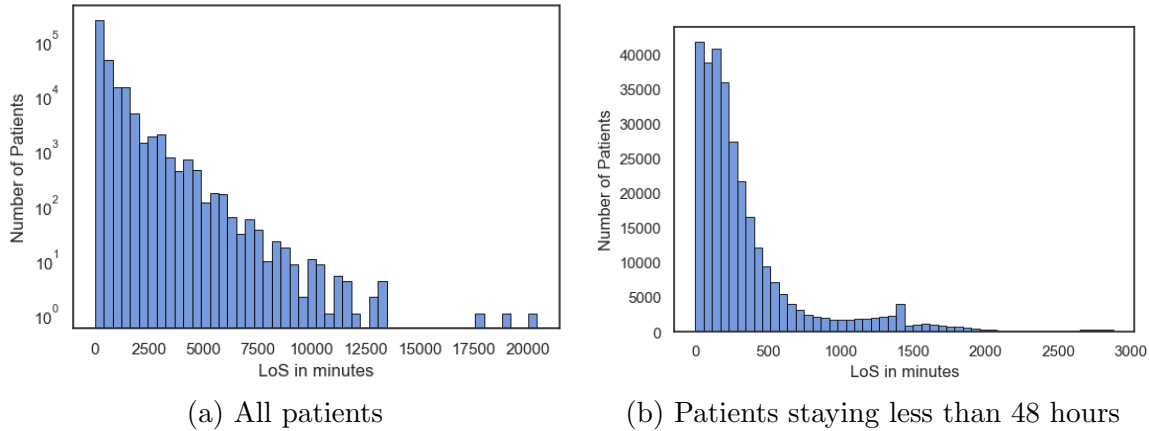 10^5
10^4
10^3
10^2
10^1
10^0
Number of Patients
0 2500 5000 7500 10000 12500 15000 17500 20000
LoS in minutes
(a) All patients
40000
35000
30000
25000
20000
15000
10000
5000
0
Number of Patients
0 500 1000 1500 2000 2500 3000
LoS in minutes
(b) Patients staying less than 48 hours